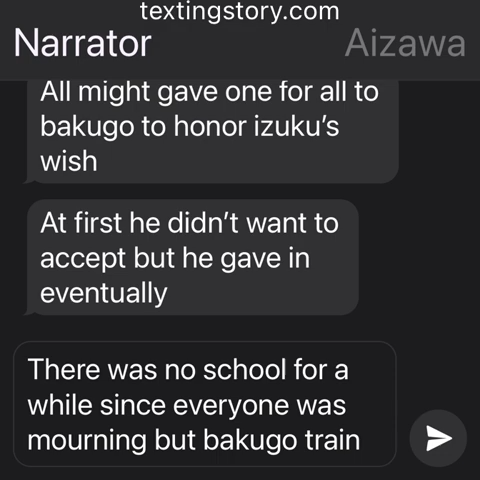 textingstory.com
Narrator
Aizawa
All might gave one for all to
bakugo to honor izuku’s
wish
At first he didn’t want to
accept but he gave in
eventually
There was no school for a
while since everyone was
mourning but bakugo train